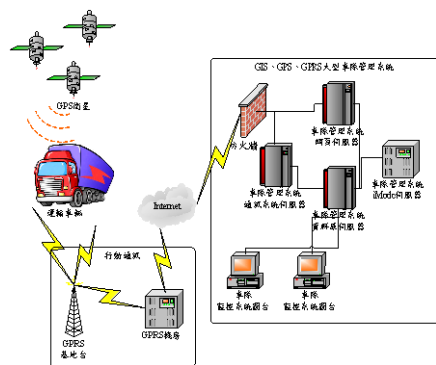 GPS衛星
GIS、GPS、GPRS大型車隊管理系統
防火牆
車隊管理系統
網頁伺服器
運輸車輛
Internet
車隊管理系統
通訊系統伺服器
車隊管理系統
資料庫伺服器
車隊管理系統
iMode伺服器
行動通訊
GPRS
基地台
GPRS機房
車隊
監控系統圖台
車隊
監控系統圖台